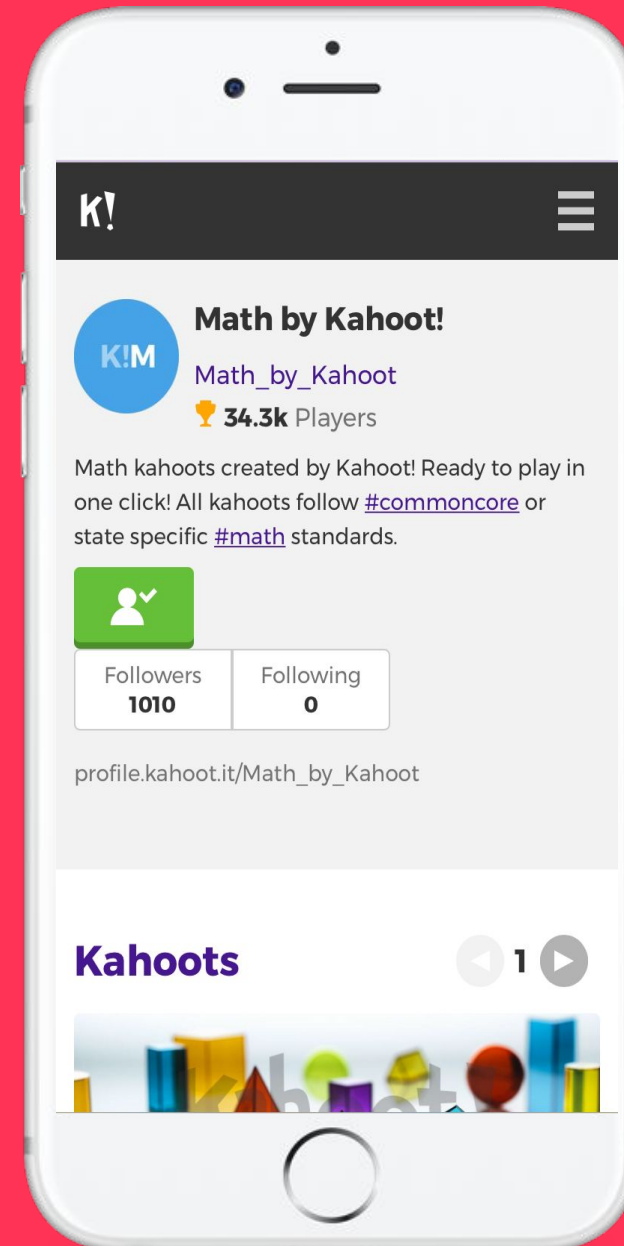 K!
K!M
Math by Kahoot!
Math_by_Kahoot
34.3k Players
Math kahoots created by Kahoot! Ready to play in
one click! All kahoots follow #commoncore or
state specific #math standards.
Followers
1010
Following
0
profile.kahoot.it/Math_by_Kahoot
Kahoots
1
Kahoot